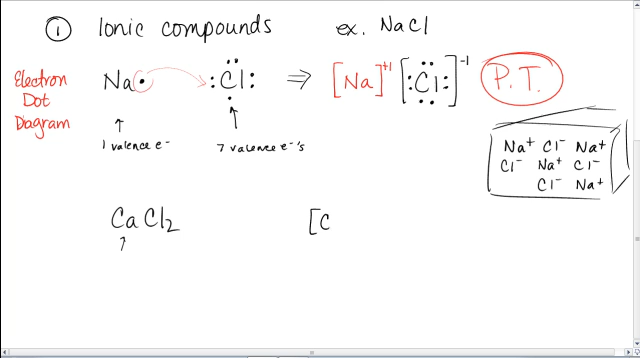 ① Ionic compounds ex. NaCl
Electron
Dot
Diagram
Na• :Cl: ⇒ [Na]+1 [:Cl:]-1 P.T.
1 valence e- 7 valence e-'s
Na+ Cl- Na+
Cl- Na+ Cl-
Cl- Na+
CaCl2 [C